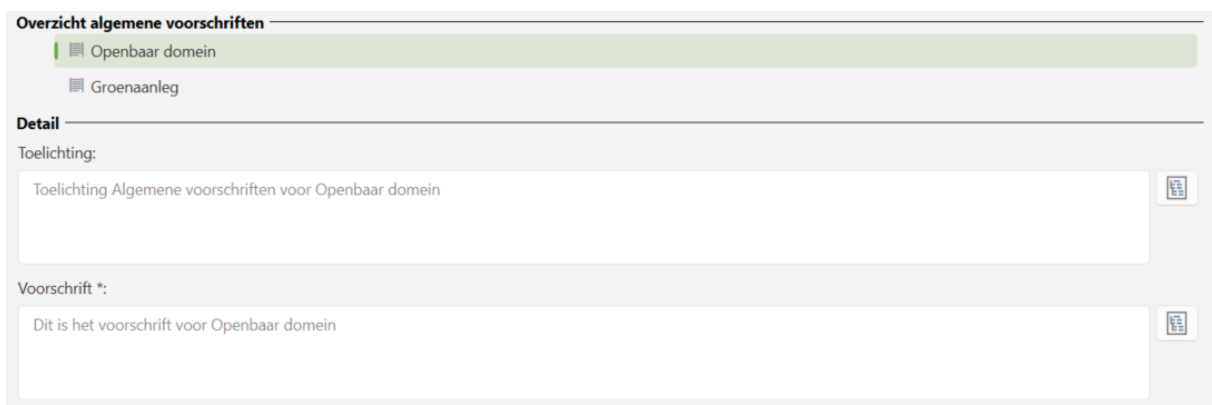 Overzicht algemene voorschriften
Openbaar domein
Groenaanleg
Detail
Toelichting:
Toelichting Algemene voorschriften voor Openbaar domein
Voorschrift *:
Dit is het voorschrift voor Openbaar domein